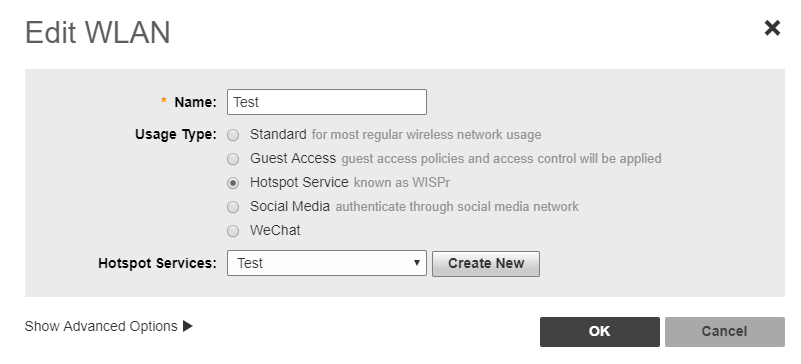 Edit WLAN
* Name: Test
Usage Type: Standard for most regular wireless network usage
Guest Access guest access policies and access control will be applied
Hotspot Service known as WISPr
Social Media authenticate through social media network
WeChat
Hotspot Services: Test Create New
Show Advanced Options
OK Cancel